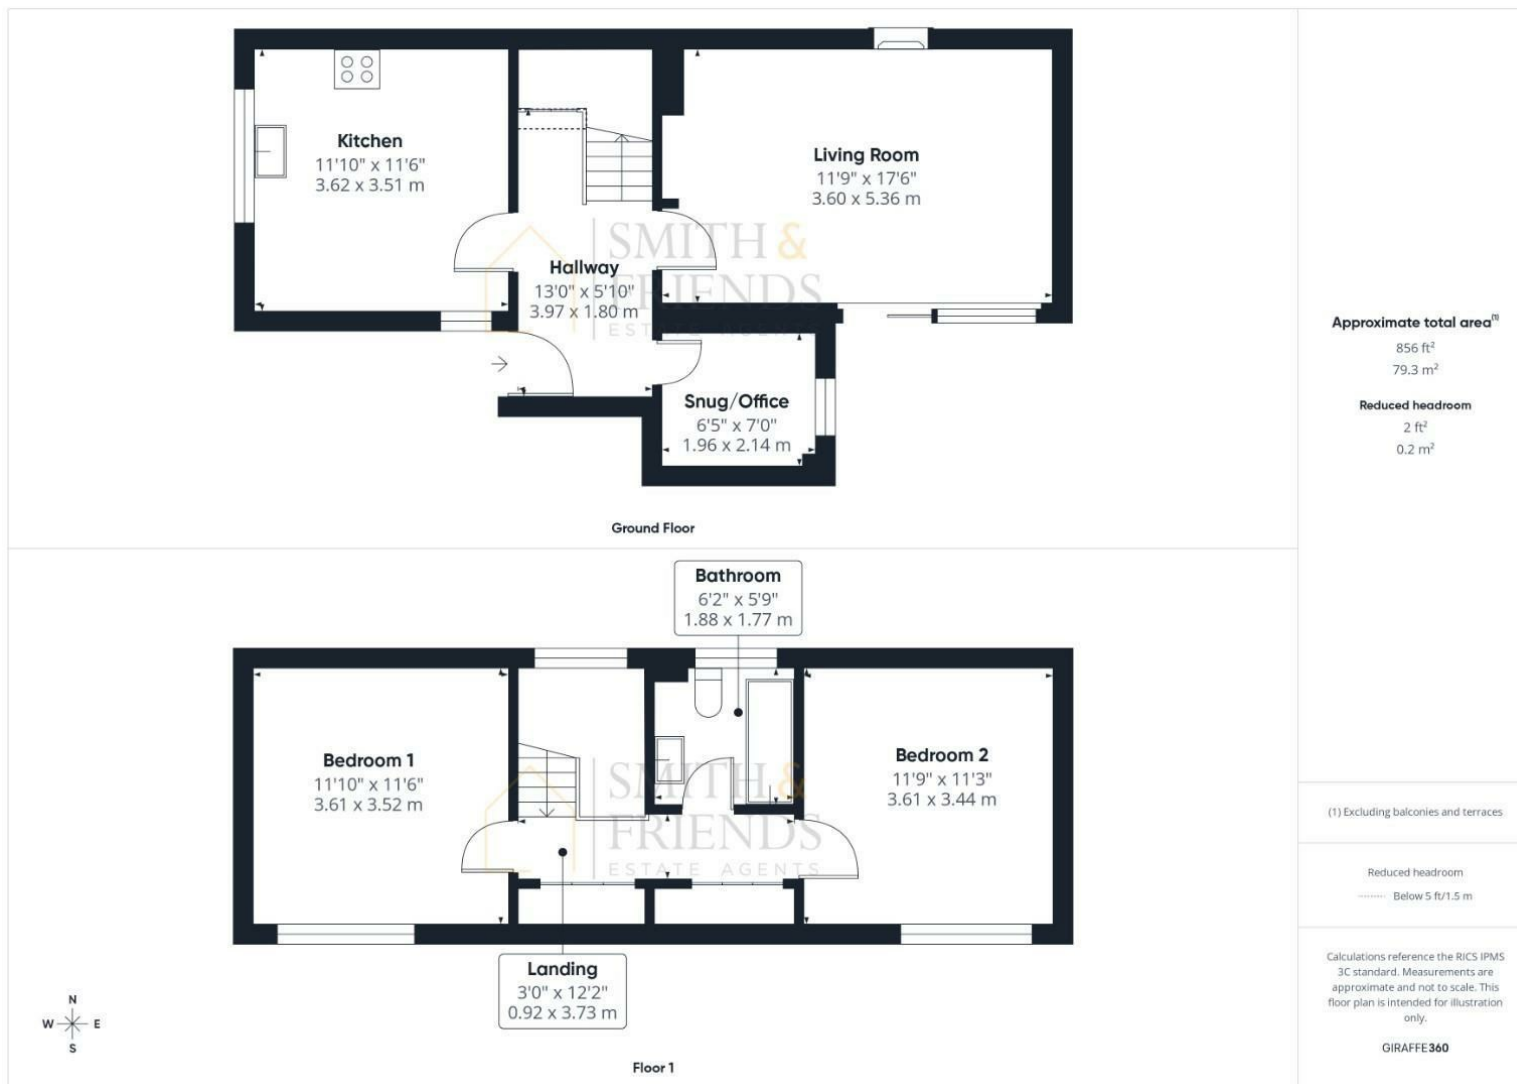 Kitchen
11'10" x 11'6"
3.62 x 3.51 m
Living Room
11'9" x 17'6"
3.60 x 5.36 m
SMITH &
FRIENDS
ESTATE AGENTS
Hallway
13'0" x 5'10"
3.97 x 1.80 m
Snug/Office
6'5" x 7'0"
1.96 x 2.14 m
Ground Floor
Bathroom
6'2" x 5'9"
1.88 x 1.77 m
Bedroom 1
11'10" x 11'6"
3.61 x 3.52 m
Bedroom 2
11'9" x 11'3"
3.61 x 3.44 m
SMITH &
FRIENDS
ESTATE AGENTS
Landing
3'0" x 12'2"
0.92 x 3.73 m
N
W E
S
Floor 1
Approximate total area(1)
856 ft²
79.3 m²
Reduced headroom
2 ft²
0.2 m²
(1) Excluding balconies and terraces
Reduced headroom
Below 5 ft/1.5 m
Calculations reference the RICS IPMS
3C standard. Measurements are
approximate and not to scale. This
floor plan is intended for illustration
only.
GIRAFFE360